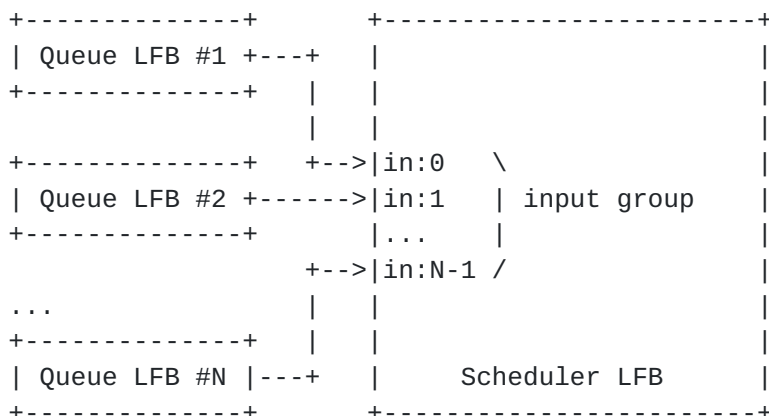 +--------------+       +-------------------------+
| Queue LFB #1 +---+   |                         |
+--------------+   |   |                         |
                   |   |                         |
+--------------+   +-->|in:0   \                 |
| Queue LFB #2 +------>|in:1   | input group     |
+--------------+       |...    |                 |
                   +-->|in:N-1 /                 |
...                |   |                         |
+--------------+   |   |                         |
| Queue LFB #N |---+   |     Scheduler LFB       |
+--------------+       +-------------------------+